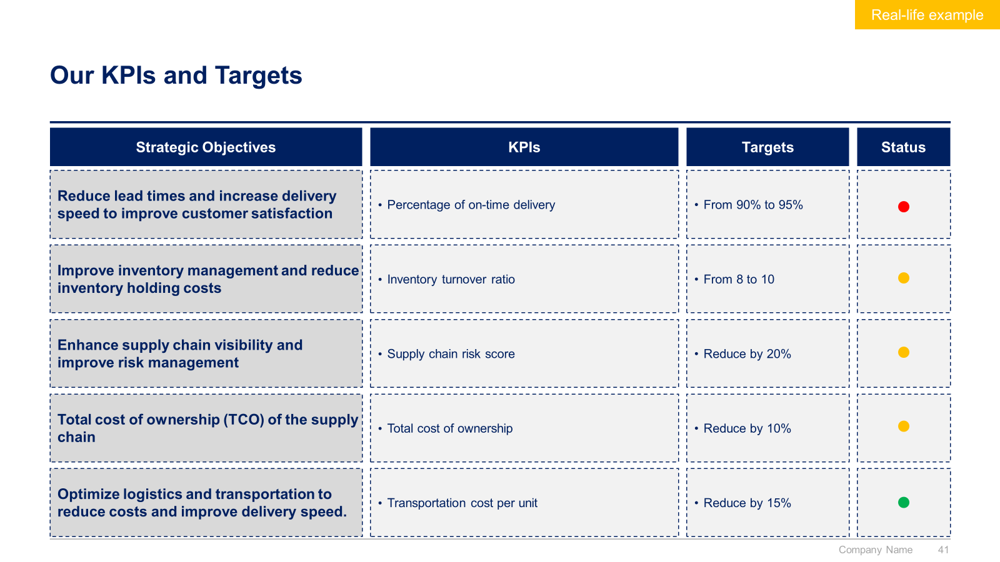 Real-life example
Our KPIs and Targets
Strategic Objectives
KPIs
Targets
Status
Reduce lead times and increase delivery
speed to improve customer satisfaction
• Percentage of on-time delivery
• From 90% to 95%
Improve inventory management and reduce
inventory holding costs
• Inventory turnover ratio
• From 8 to 10
Enhance supply chain visibility and
improve risk management
• Supply chain risk score
• Reduce by 20%
Total cost of ownership (TCO) of the supply
chain
• Total cost of ownership
• Reduce by 10%
Optimize logistics and transportation to
reduce costs and improve delivery speed.
• Transportation cost per unit
• Reduce by 15%
Company Name
41